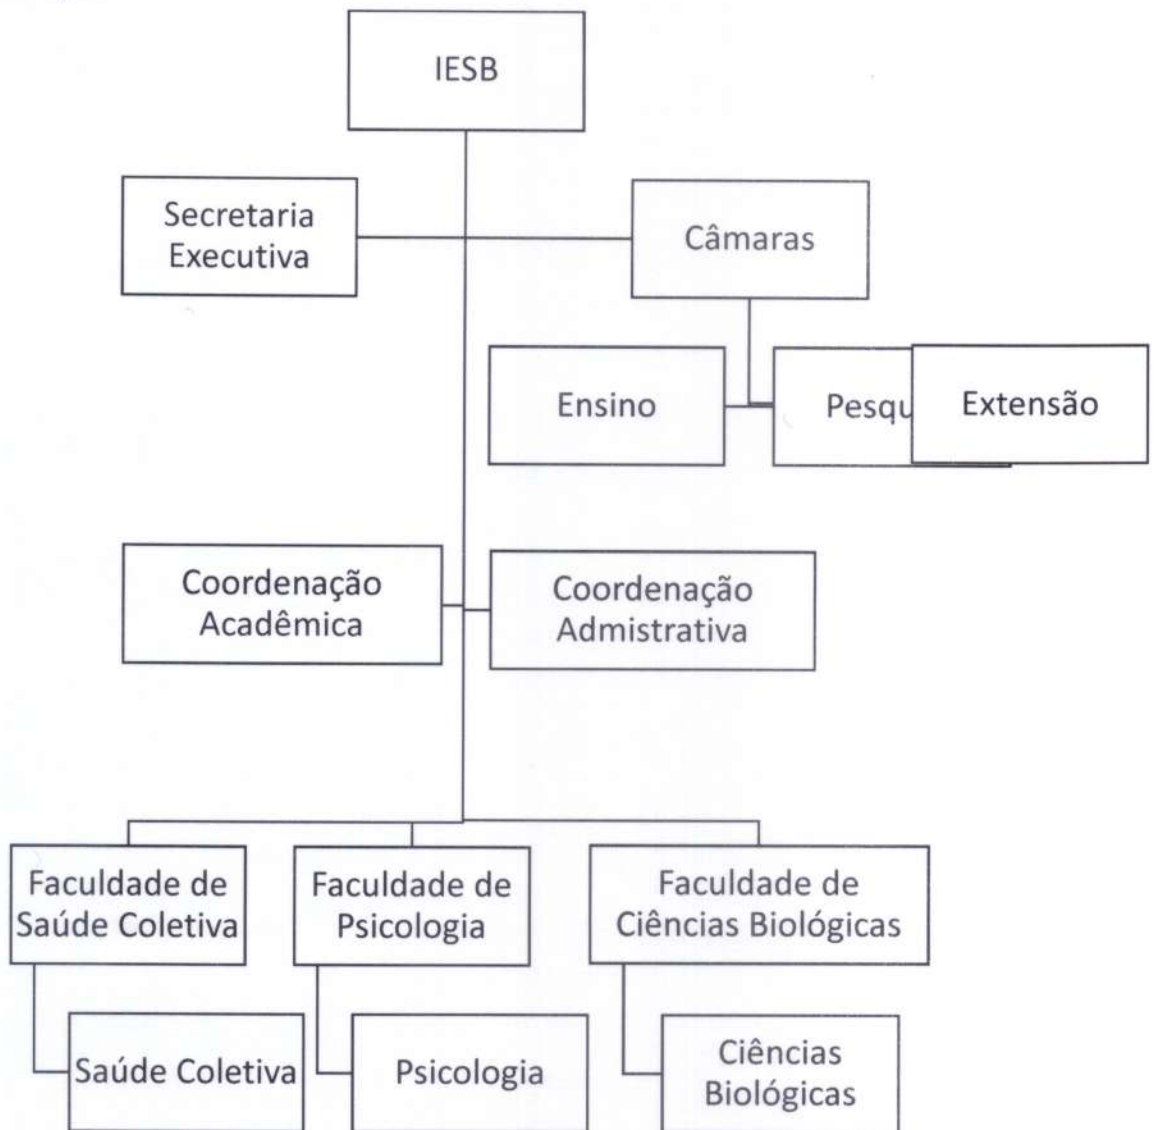 IESB
Secretaria
Executiva
Câmaras
Ensino
Pesqu
Extensão
Coordenação
Acadêmica
Coordenação
Admistrativa
Faculdade de
Saúde Coletiva
Faculdade de
Psicologia
Faculdade de
Ciências Biológicas
Saúde Coletiva
Psicologia
Ciências
Biológicas